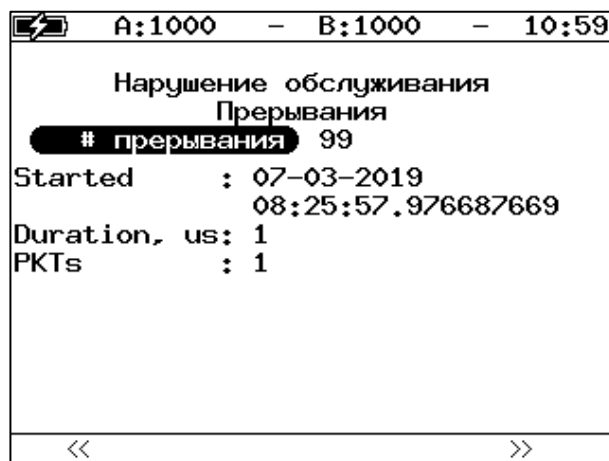 A:1000 – B:1000 – 10:59
Нарушение обслуживания
Прерывания
# прерывания 99
Started : 07-03-2019
08:25:57.976687669
Duration, us: 1
PKTs : 1
<< >>